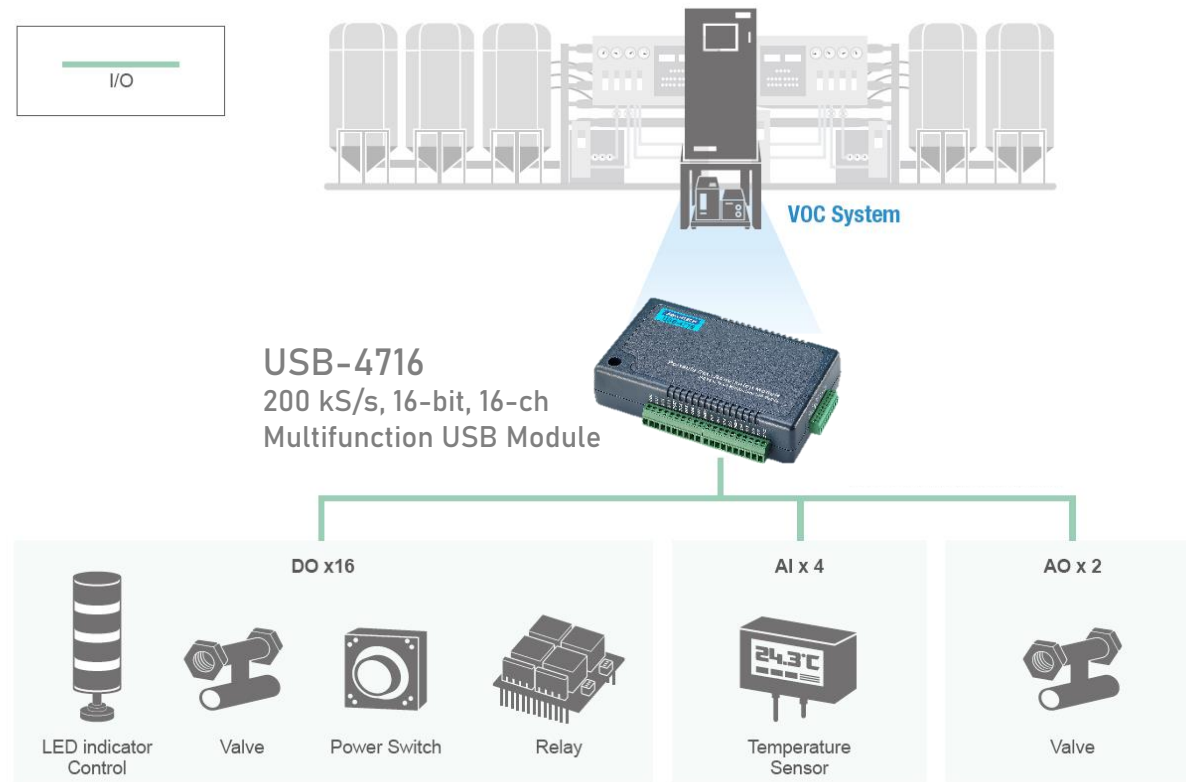 I/O
VOC System
USB-4716
200 kS/s, 16-bit, 16-ch
Multifunction USB Module
DO x16
AI x 4
AO x 2
24.3°C
LED indicator
Control
Valve
Power Switch
Relay
Temperature
Sensor
Valve